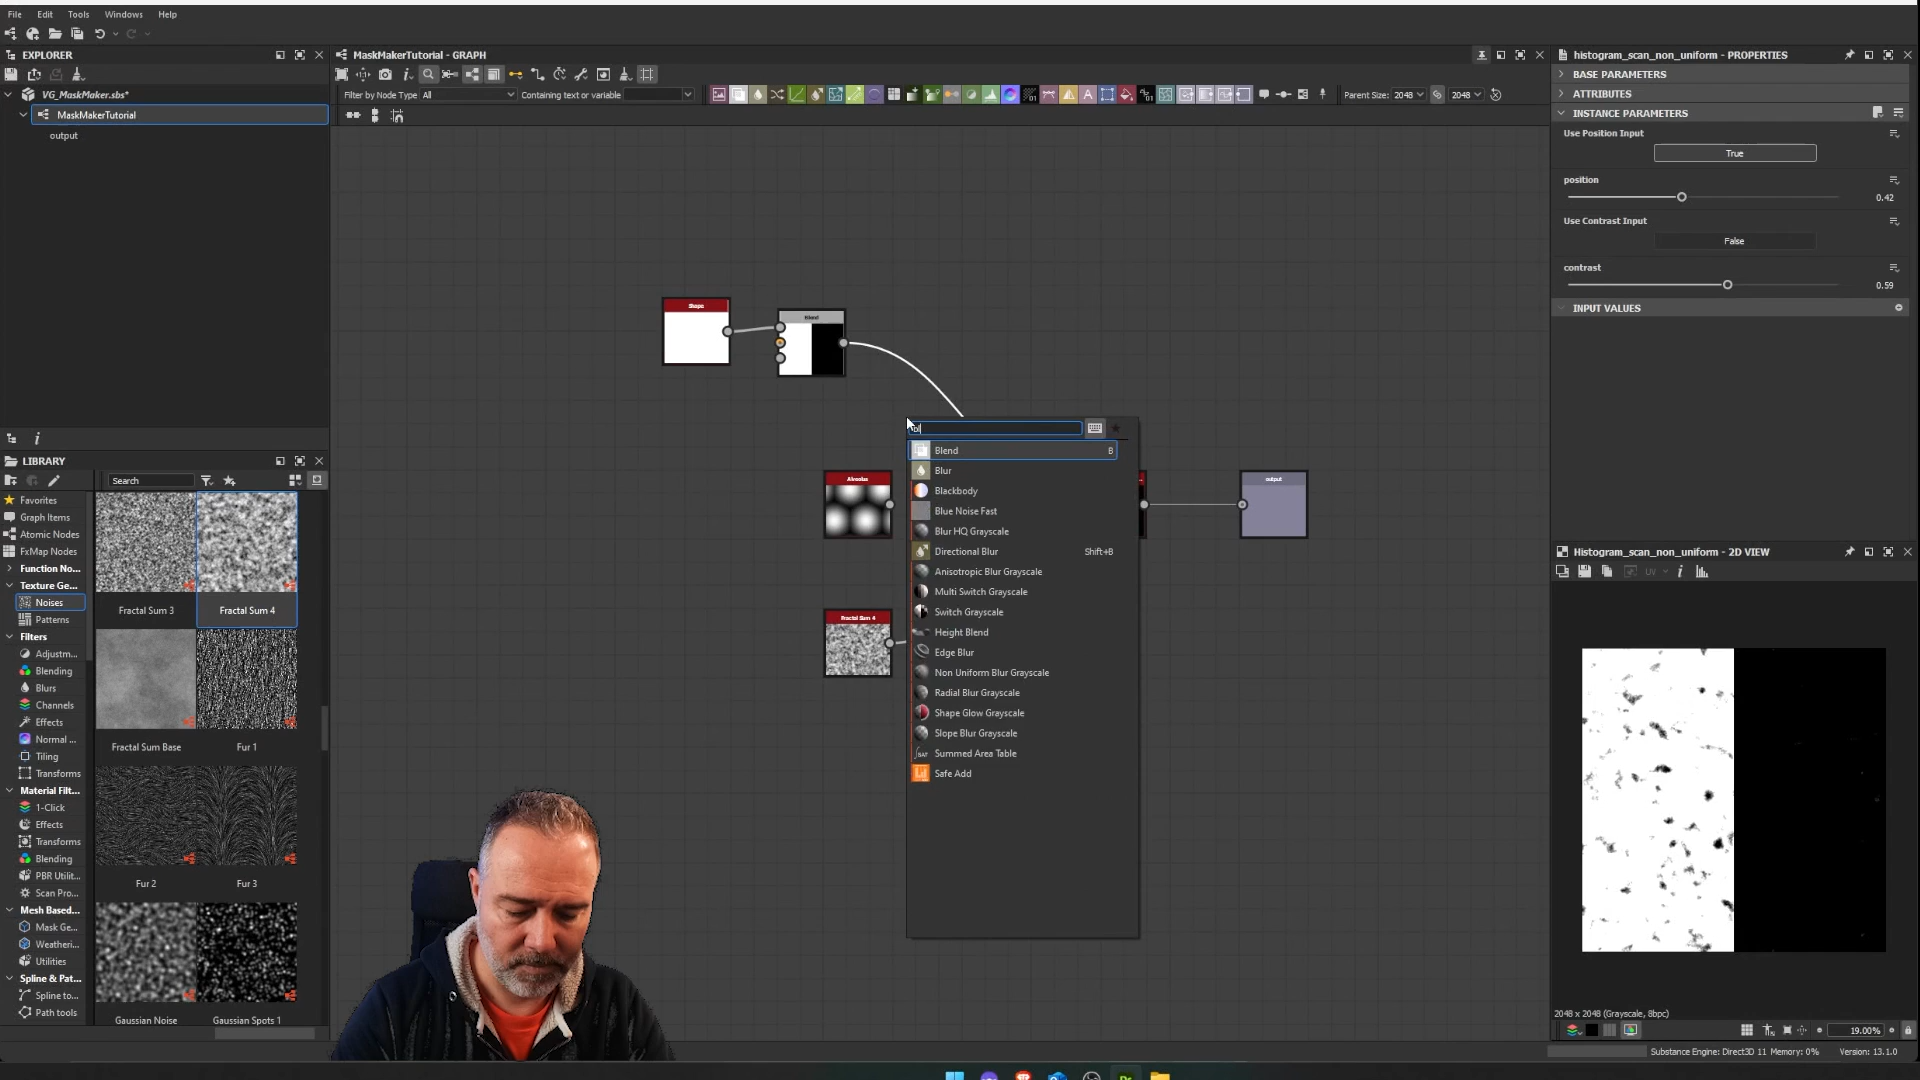 File Edit Tools Windows Help
EXPLORER
VG_MaskMaker.sbs*
MaskMakerTutorial
output
LIBRARY
Search
Favorites
Graph Items
Atomic Nodes
FxMap Nodes
Function No...
Texture Ge...
Noises
Patterns
Filters
Adjustm...
Blending
Blurs
Channels
Effects
Normal ...
Tiling
Transforms
Material Filt...
1-Click
Effects
Transforms
Blending
PBR Utilit...
Scan Pro...
Mesh Based...
Mask Ge...
Weatheri...
Utilities
Spline & Pat...
Spline to...
Path tools
Fractal Sum 3
Fractal Sum 4
Fractal Sum Base
Fur 1
Fur 2
Fur 3
Gaussian Noise
Gaussian Spots 1
MaskMakerTutorial - GRAPH
Filter by Node Type All
Containing text or variable
Parent Size: 2048
2048
Shape
Blend
Alveolus
Fractal Sum 4
output
bl
Blend B
Blur
Blackbody
Blue Noise Fast
Blur HQ Grayscale
Directional Blur Shift+B
Anisotropic Blur Grayscale
Multi Switch Grayscale
Switch Grayscale
Height Blend
Edge Blur
Non Uniform Blur Grayscale
Radial Blur Grayscale
Shape Glow Grayscale
Slope Blur Grayscale
Summed Area Table
Safe Add
histogram_scan_non_uniform - PROPERTIES
BASE PARAMETERS
ATTRIBUTES
INSTANCE PARAMETERS
Use Position Input
True
position
0.42
Use Contrast Input
False
contrast
0.59
INPUT VALUES
Histogram_scan_non_uniform - 2D VIEW
UV
2048 x 2048 (Grayscale, 8bpc)
19.00%
Substance Engine: Direct3D 11 Memory: 0%
Version: 13.1.0